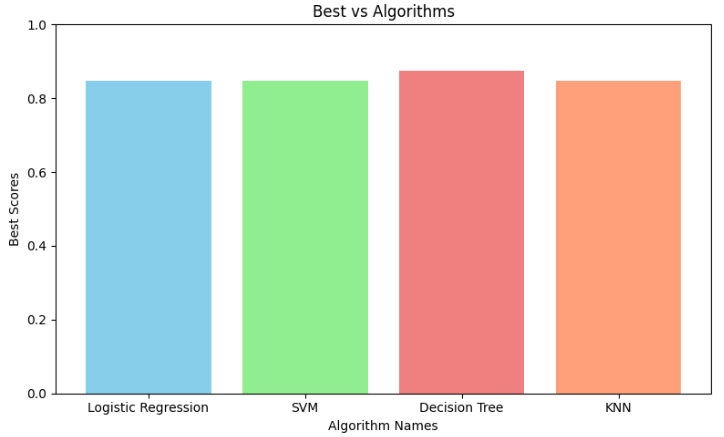 Best vs Algorithms
Best Scores
1.0
0.8
0.6
0.4
0.2
0.0
Logistic Regression SVM Decision Tree KNN
Algorithm Names